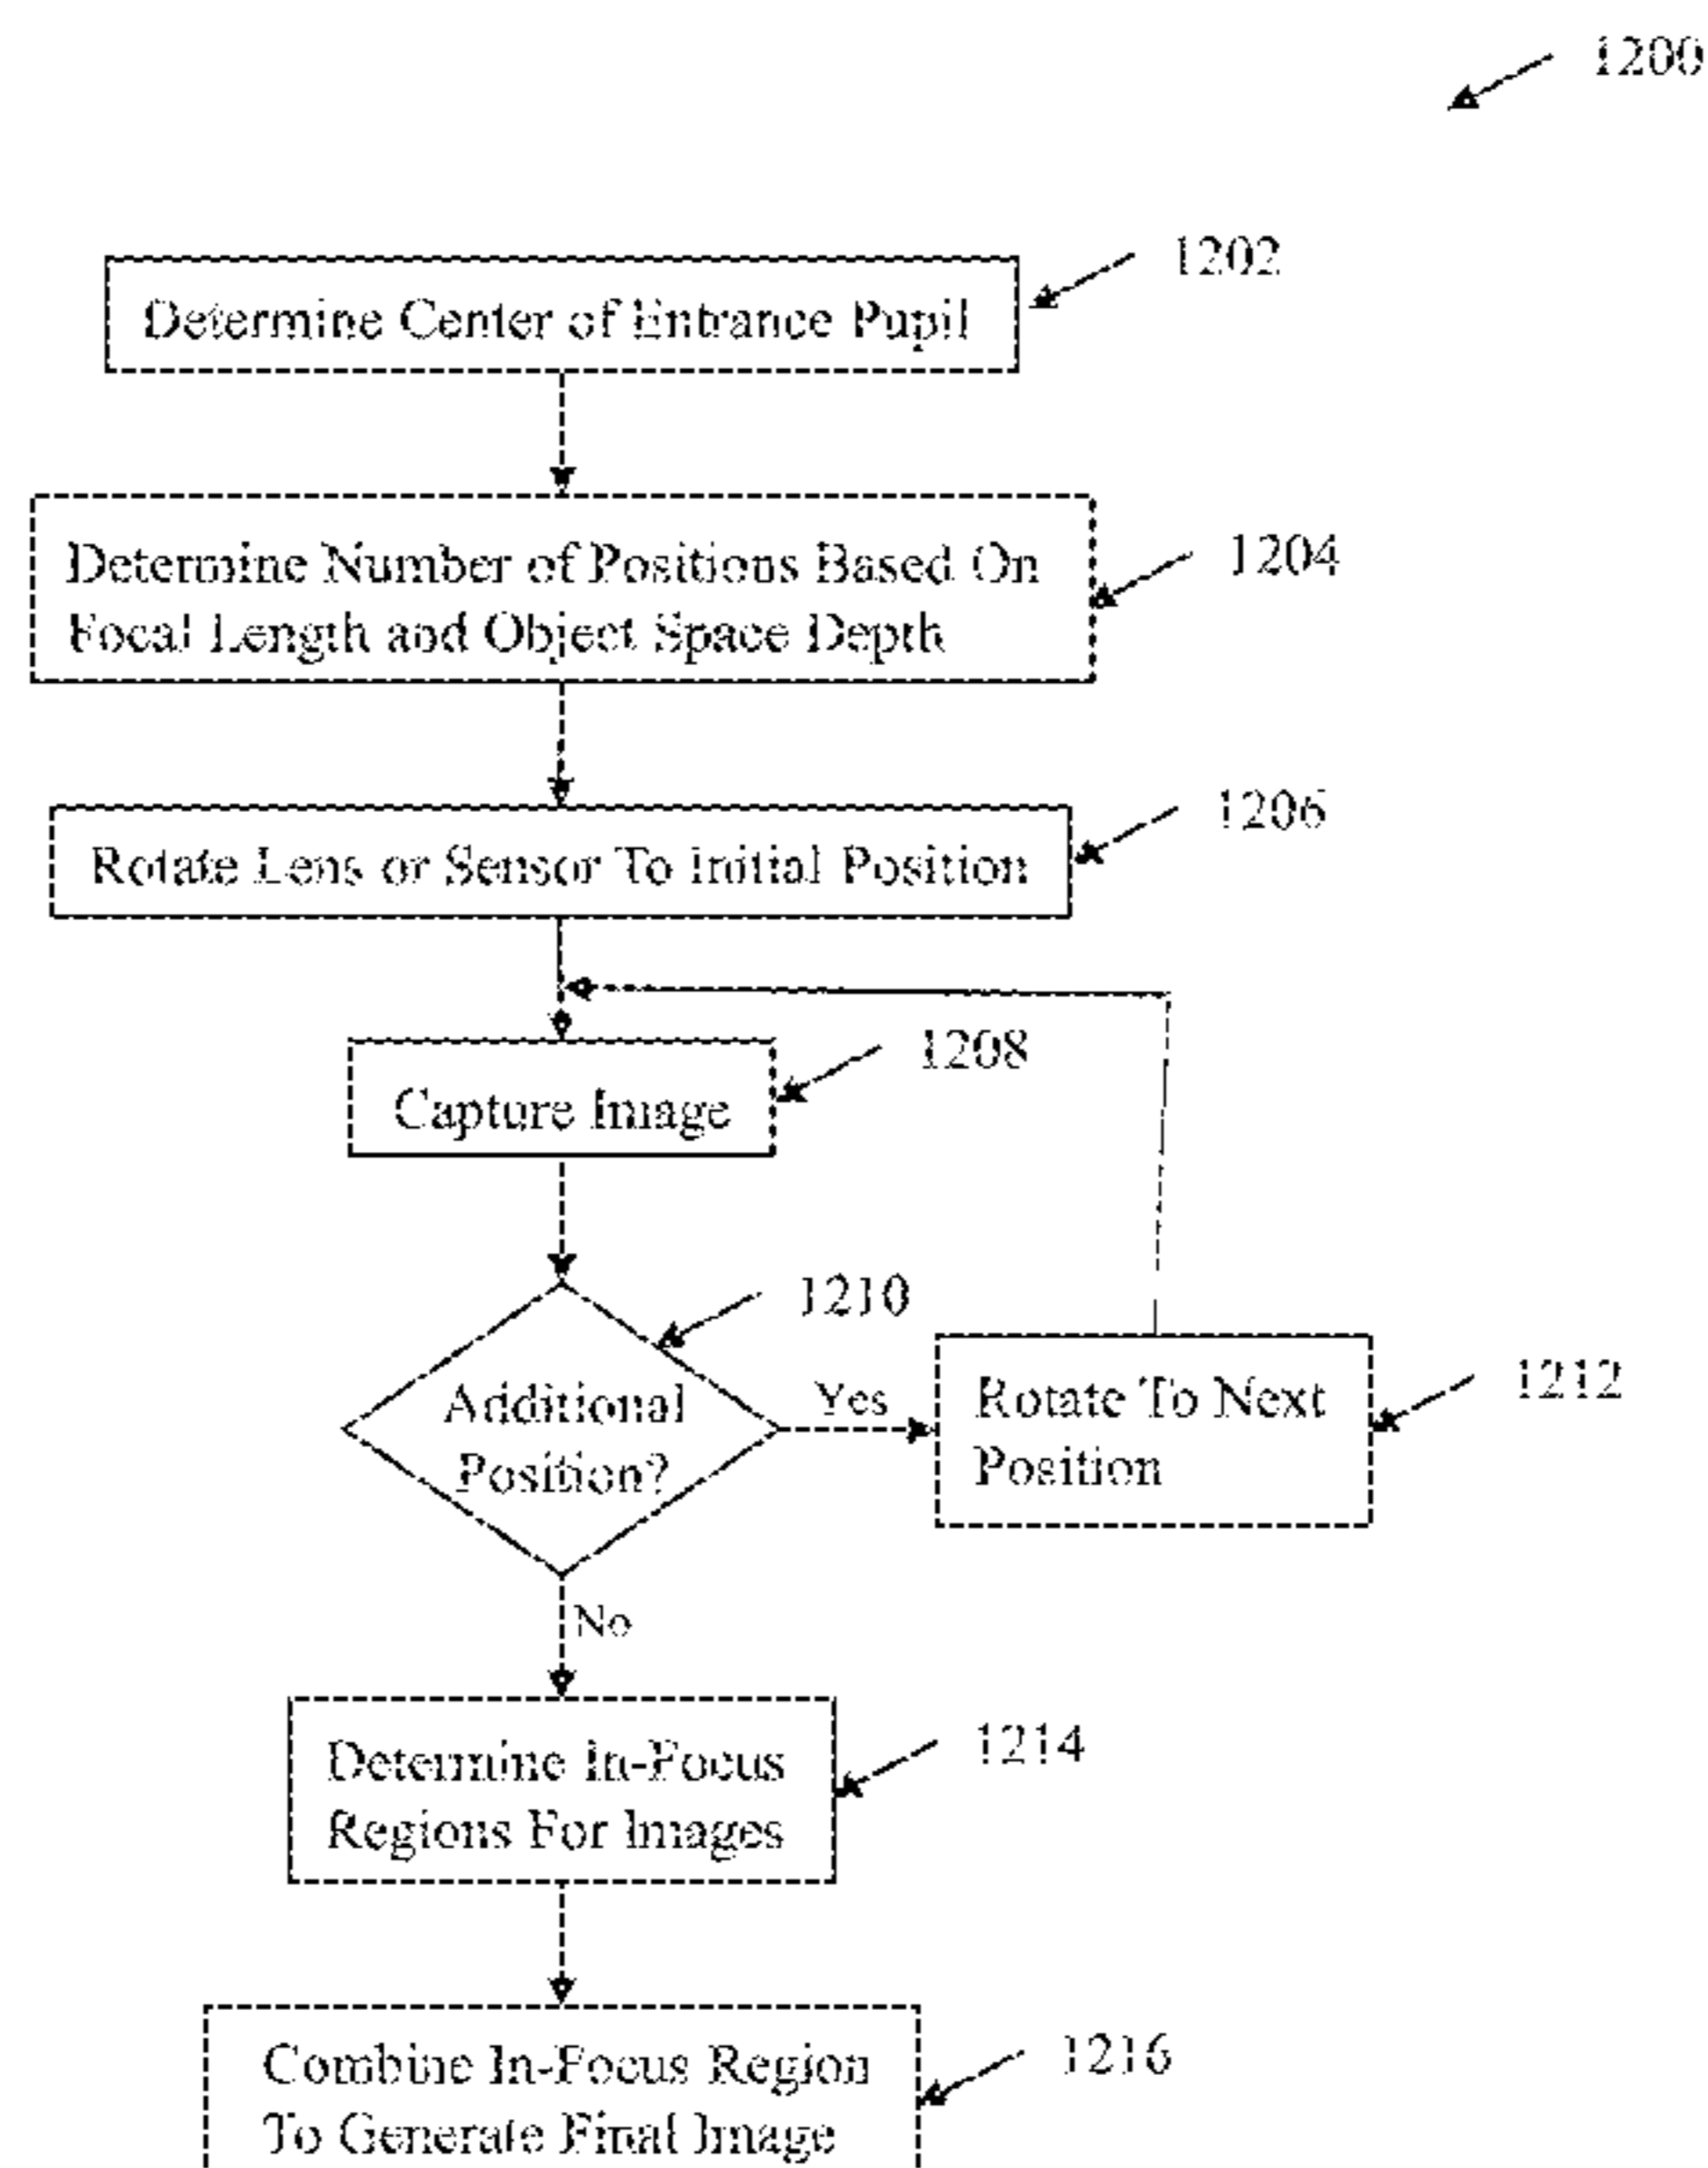 1200
1202
Determine Center of Entrance Pupil
1204
Determine Number of Positions Based On
Focal Length and Object Space Depth
1206
Rotate Lens or Sensor To Initial Position
1208
Capture Image
1210
Additional
Position?
Yes
Rotate To Next
Position
1212
No
Determine In-Focus
Regions For Images
1214
Combine In-Focus Region
To Generate Final Image
1216